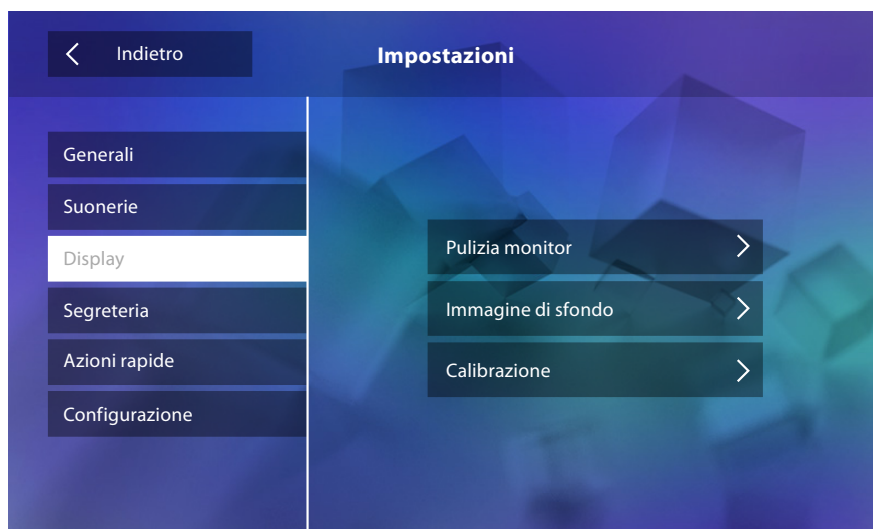 Indietro
Impostazioni
Generali
Suonerie
Display
Segreteria
Azioni rapide
Configurazione
Pulizia monitor
Immagine di sfondo
Calibrazione